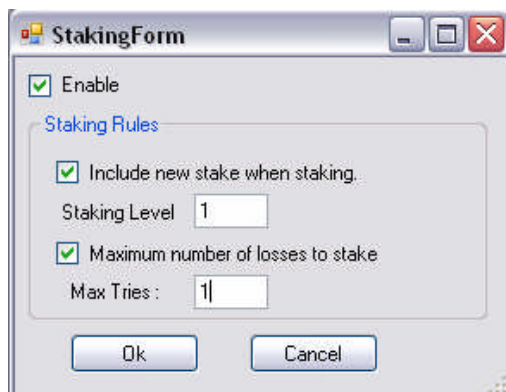 StakingForm
Enable
Staking Rules
Include new stake when staking.
Staking Level 1
Maximum number of losses to stake
Max Tries : 1
Ok Cancel